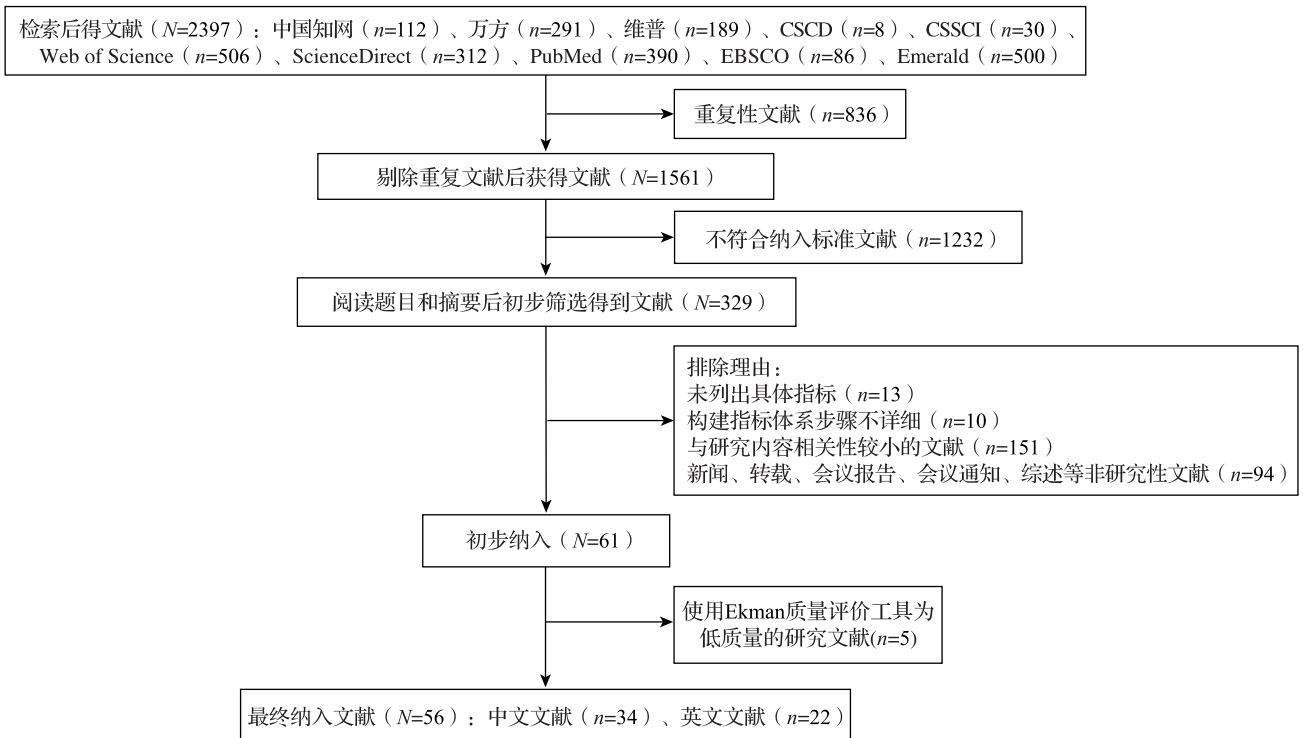 检索后得文献（N=2397）：中国知网（n=112）、万方（n=291）、维普（n=189）、CSCD（n=8）、CSSCI（n=30）、
Web of Science（n=506）、ScienceDirect（n=312）、PubMed（n=390）、EBSCO（n=86）、Emerald（n=500）
重复性文献（n=836）
剔除重复文献后获得文献（N=1561）
不符合纳入标准文献（n=1232）
阅读题目和摘要后初步筛选得到文献（N=329）
排除理由：
未列出具体指标（n=13）
构建指标体系步骤不详细（n=10）
与研究内容相关性较小的文献（n=151）
新闻、转载、会议报告、会议通知、综述等非研究性文献（n=94）
初步纳入（N=61）
使用Ekman质量评价工具为
低质量的研究文献(n=5)
最终纳入文献（N=56）：中文文献（n=34）、英文文献（n=22）